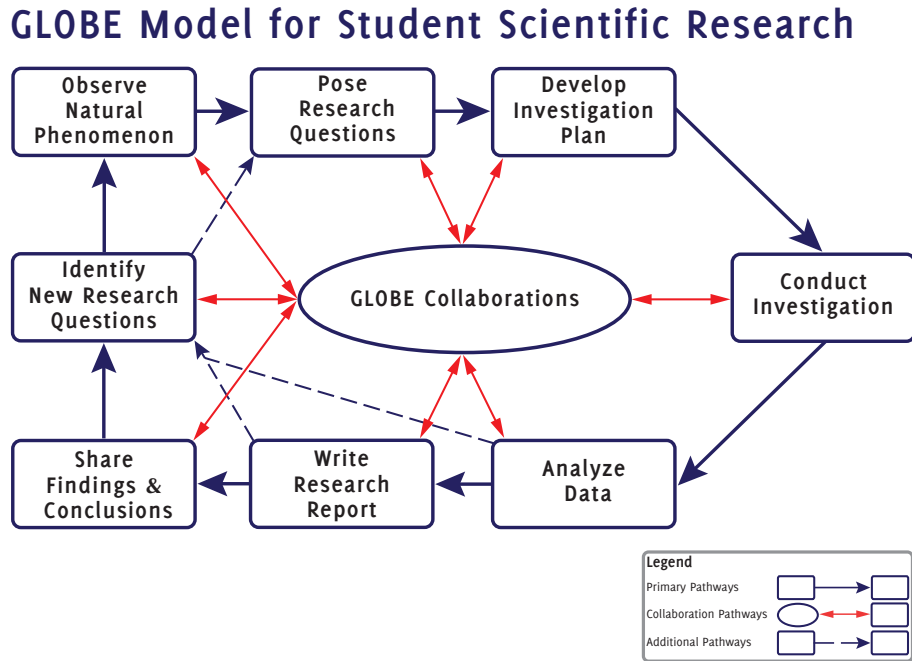 GLOBE Model for Student Scientific Research
Observe
Natural
Phenomenon
Pose
Research
Questions
Develop
Investigation
Plan
Identify
New Research
Questions
GLOBE Collaborations
Conduct
Investigation
Share
Findings &
Conclusions
Write
Research
Report
Analyze
Data
Legend
Primary Pathways
Collaboration Pathways
Additional Pathways